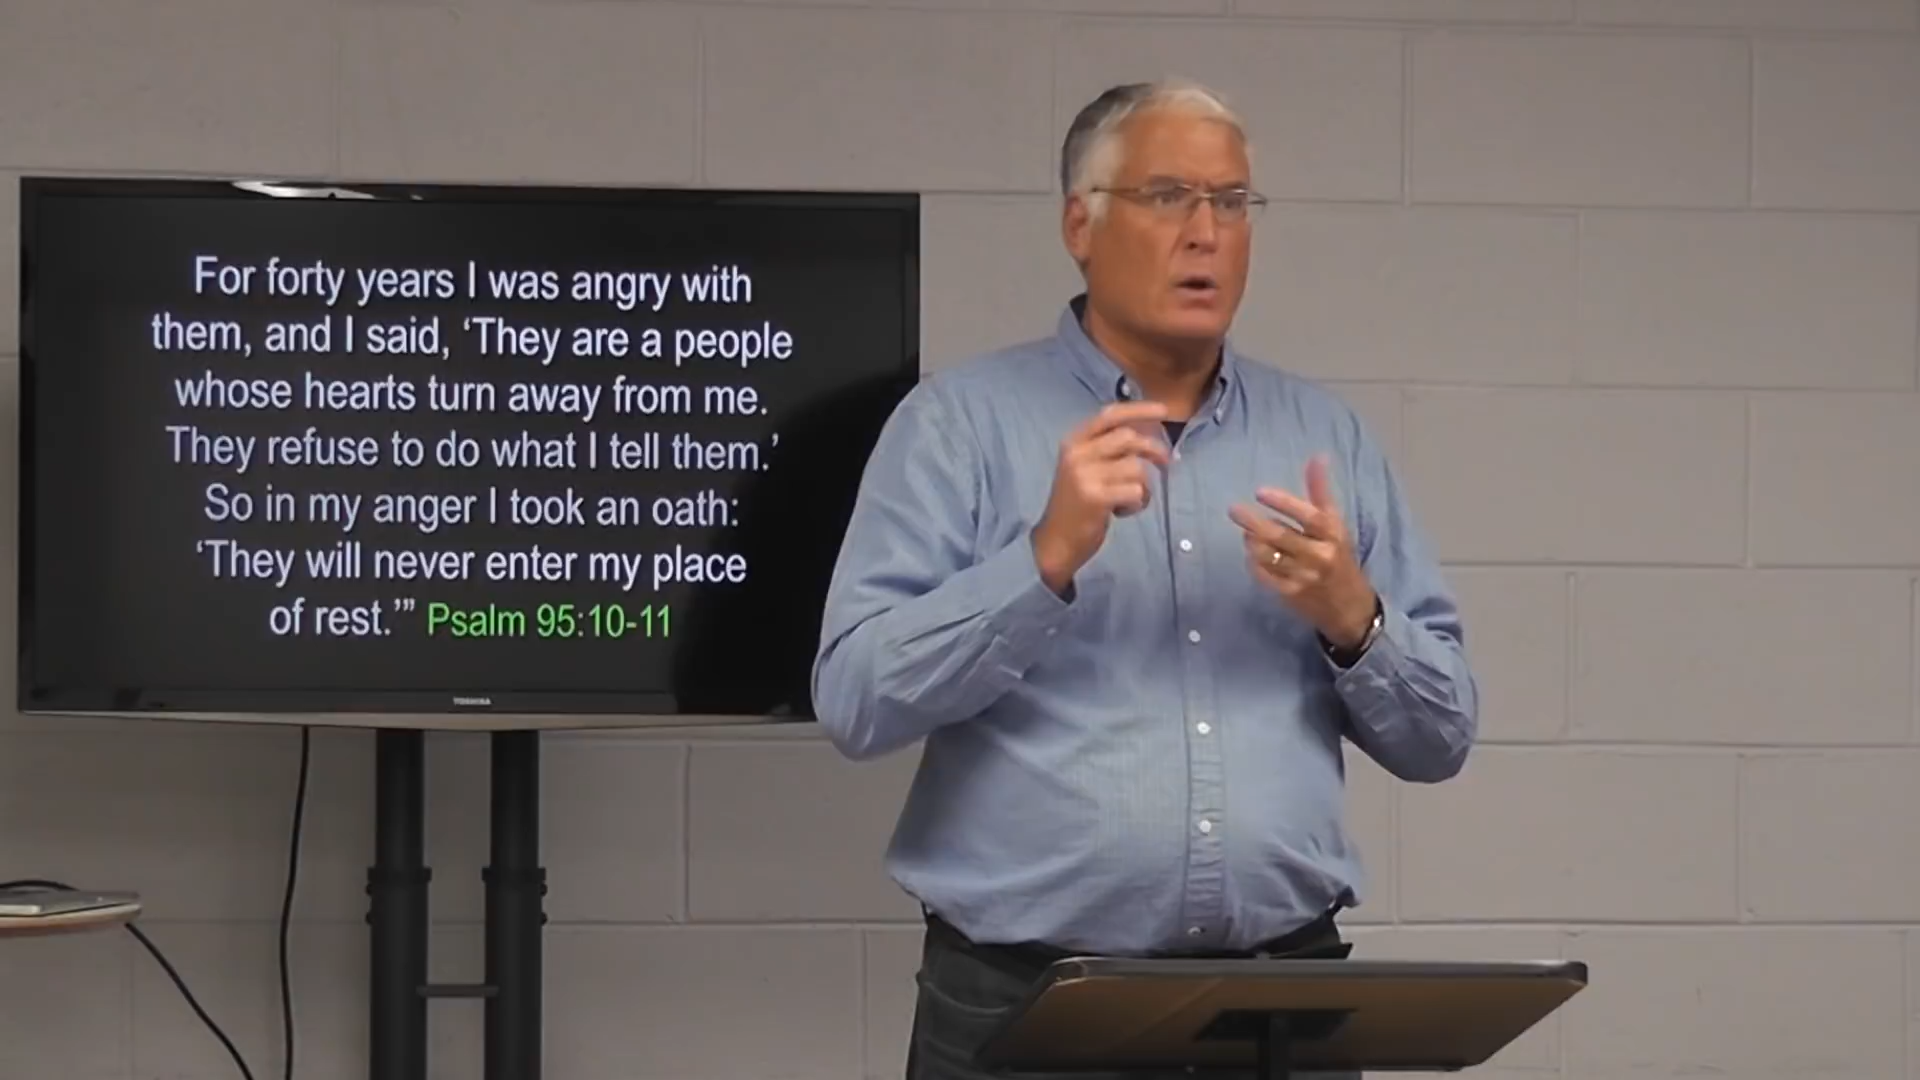 For forty years I was angry with
them, and I said, ‘They are a people
whose hearts turn away from me.
They refuse to do what I tell them.’
So in my anger I took an oath:
‘They will never enter my place
of rest.’” Psalm 95:10-11
TOSHIBA